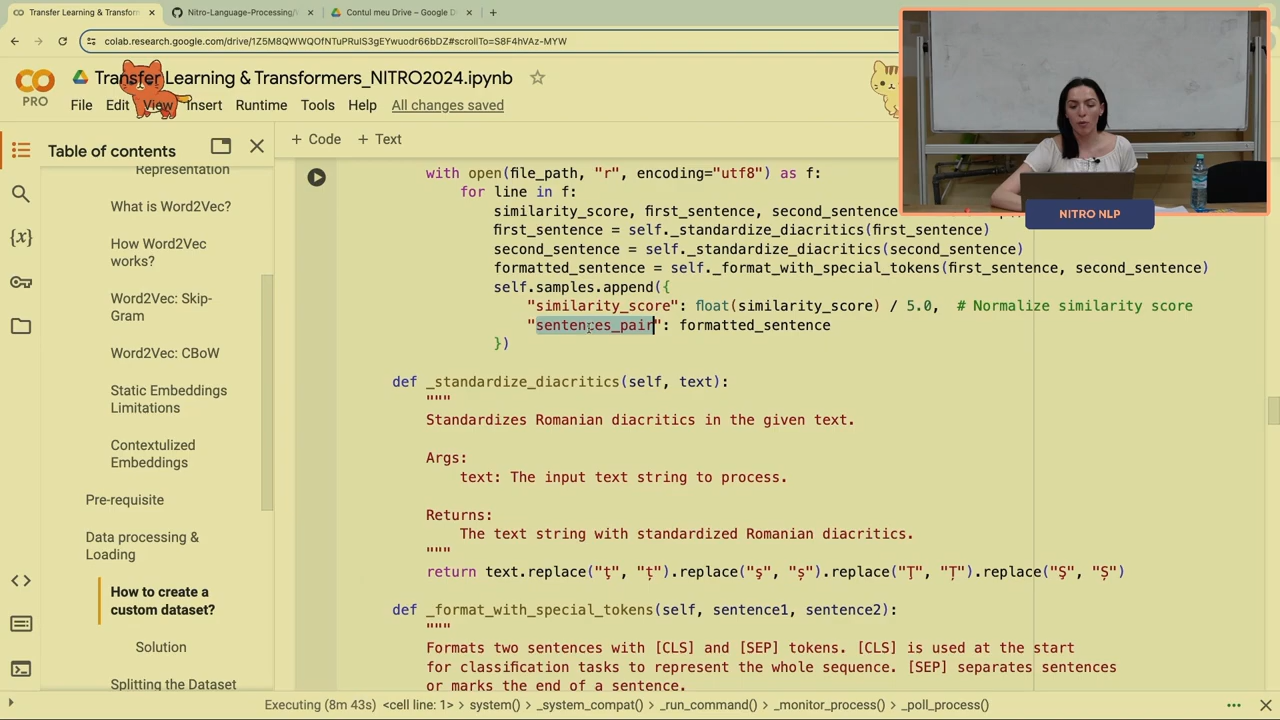 Transfer Learning & Transform
Nitro-Language-Processing/
Contul meu Drive – Google D
colab.research.google.com/drive/1Z5M8QWWQOfNTuPRulS3gEYwuodr66bDZ#scrollTo=S8F4hVAz-MYW
Transfer Learning & Transformers_NITRO2024.ipynb
PRO
File Edit View Insert Runtime Tools Help All changes saved
Table of contents
+ Code + Text
Representation
What is Word2Vec?
How Word2Vec
works?
Word2Vec: Skip-
Gram
Word2Vec: CBoW
Static Embeddings
Limitations
Contextulized
Embeddings
Pre-requisite
Data processing &
Loading
How to create a
custom dataset?
Solution
Splitting the Dataset
with open(file_path, "r", encoding="utf8") as f:
for line in f:
similarity_score, first_sentence, second_sentence
first_sentence = self._standardize_diacritics(first_sentence)
second_sentence = self._standardize_diacritics(second_sentence)
formatted_sentence = self._format_with_special_tokens(first_sentence, second_sentence)
self.samples.append({
"similarity_score": float(similarity_score) / 5.0, # Normalize similarity score
"sentences_pair": formatted_sentence
})
def _standardize_diacritics(self, text):
"""
Standardizes Romanian diacritics in the given text.
Args:
text: The input text string to process.
Returns:
The text string with standardized Romanian diacritics.
"""
return text.replace("ţ", "ț").replace("ş", "ș").replace("Ţ", "Ț").replace("Ş", "Ș")
def _format_with_special_tokens(self, sentence1, sentence2):
"""
Formats two sentences with [CLS] and [SEP] tokens. [CLS] is used at the start
for classification tasks to represent the whole sequence. [SEP] separates sentences
or marks the end of a sentence.
NITRO NLP
Executing (8m 43s) <cell line: 1> > system() > _system_compat() > _run_command() > _monitor_process() > _poll_process()